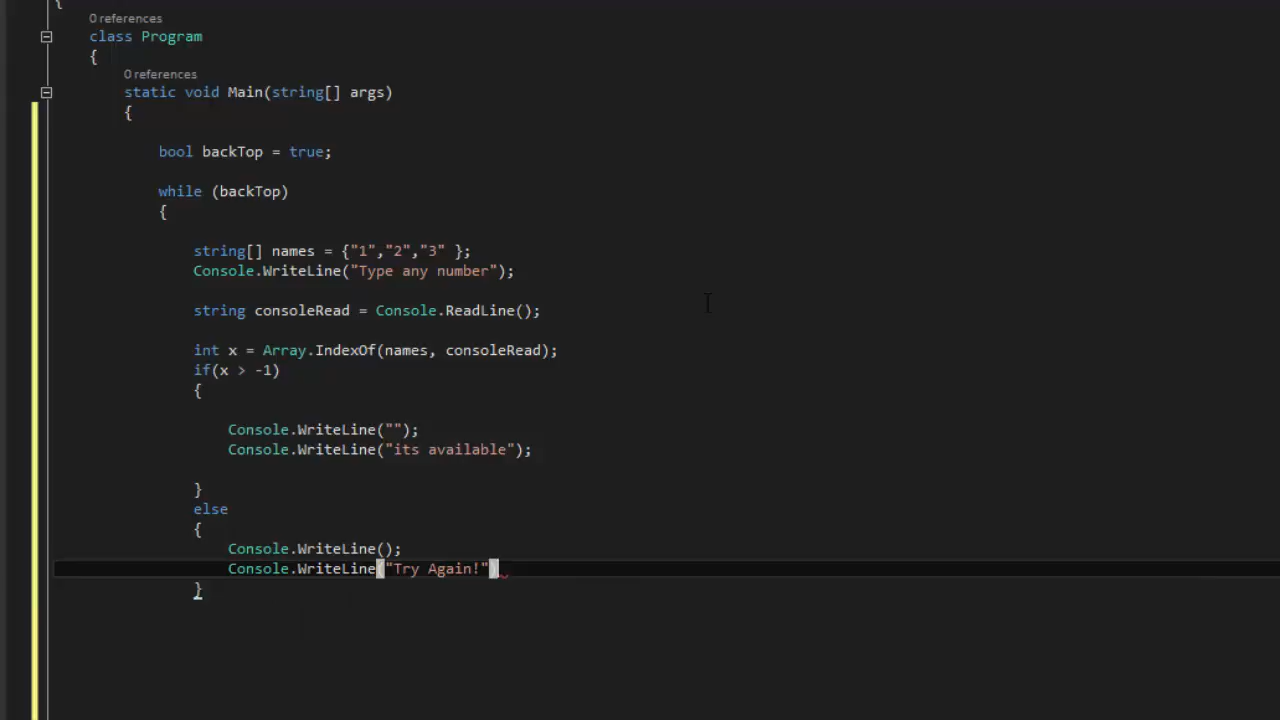 {
0 references
class Program
{
0 references
static void Main(string[] args)
{
bool backTop = true;
while (backTop)
{
string[] names = {"1","2","3" };
Console.WriteLine("Type any number");
string consoleRead = Console.ReadLine();
int x = Array.IndexOf(names, consoleRead);
if(x > -1)
{
Console.WriteLine("");
Console.WriteLine("its available");
}
else
{
Console.WriteLine();
Console.WriteLine("Try Again!")
}